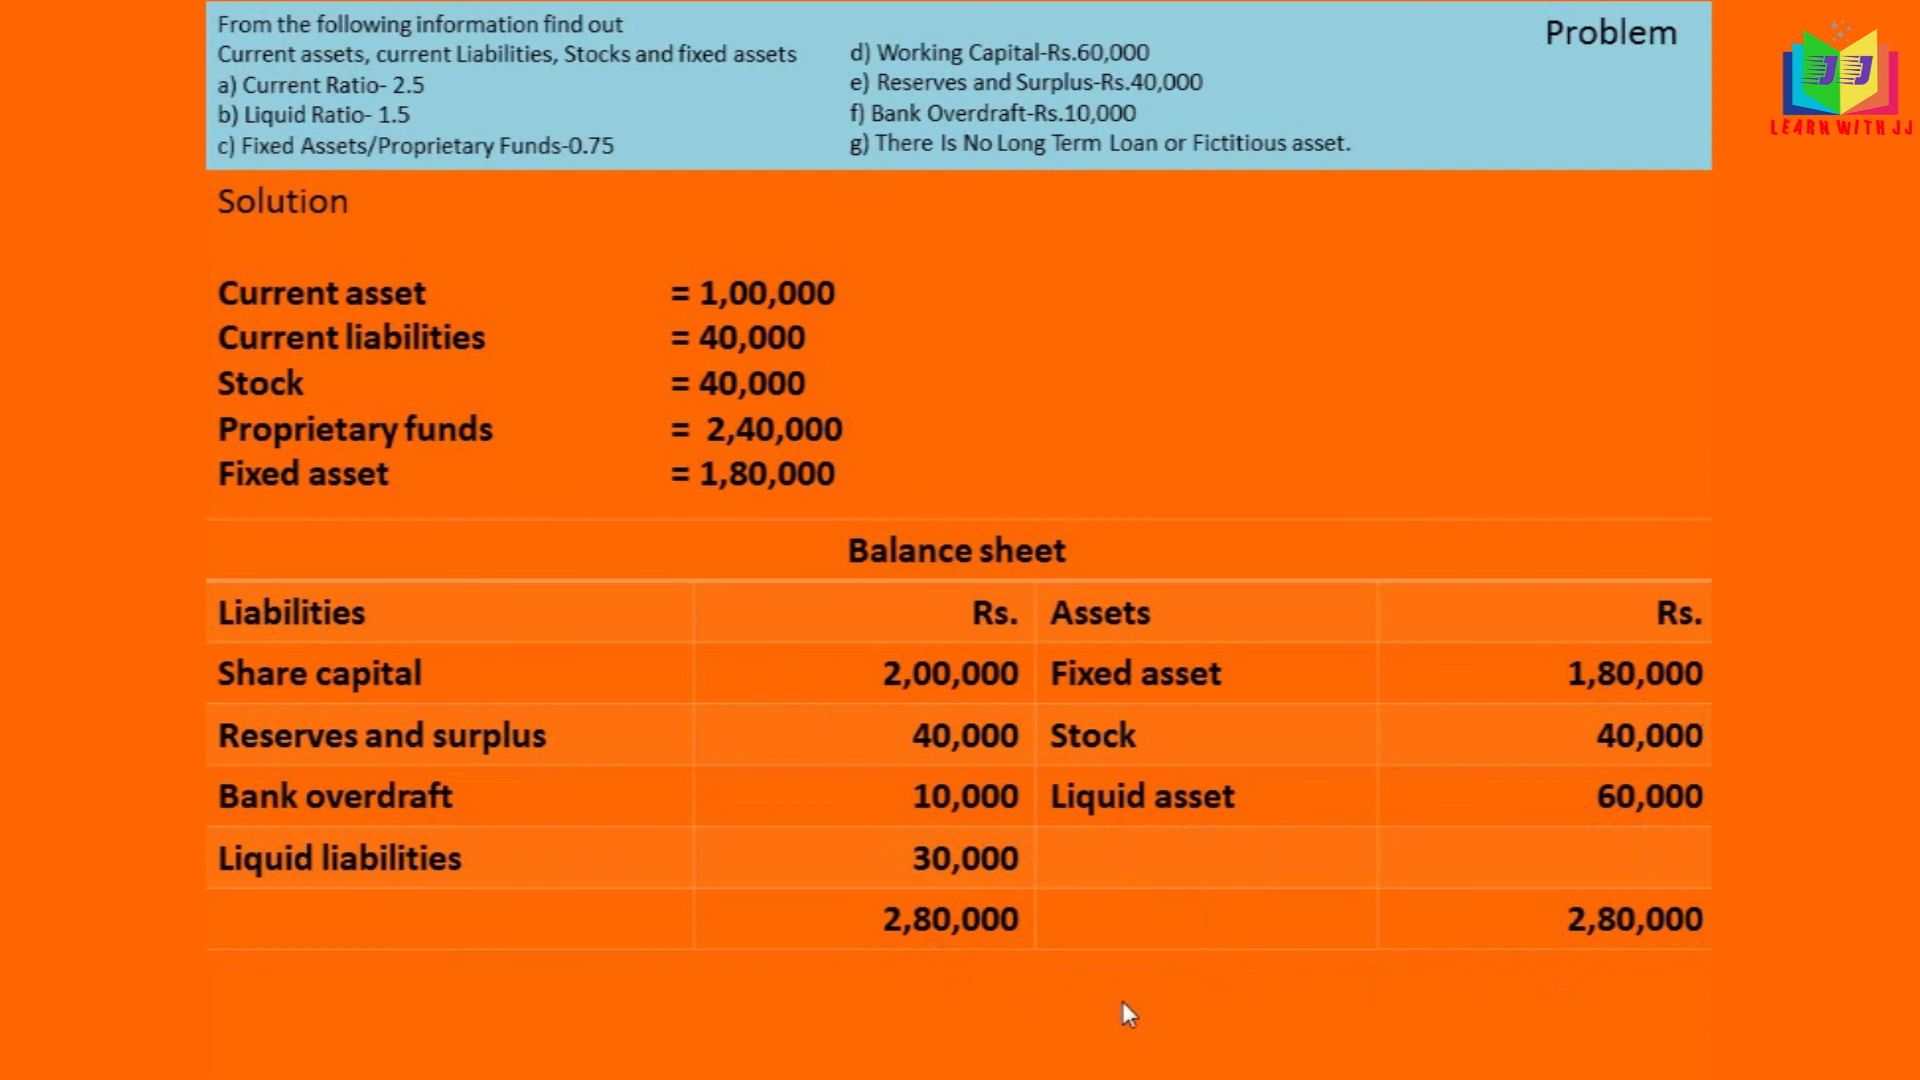 From the following information find out
Current assets, current Liabilities, Stocks and fixed assets
a) Current Ratio- 2.5
b) Liquid Ratio- 1.5
c) Fixed Assets/Proprietary Funds-0.75
d) Working Capital-Rs.60,000
e) Reserves and Surplus-Rs.40,000
f) Bank Overdraft-Rs.10,000
g) There Is No Long Term Loan or Fictitious asset.
Problem
JJ
LEARN WITH JJ
Solution
Current asset = 1,00,000
Current liabilities = 40,000
Stock = 40,000
Proprietary funds = 2,40,000
Fixed asset = 1,80,000
Balance sheet
Liabilities Rs. Assets Rs.
Share capital 2,00,000 Fixed asset 1,80,000
Reserves and surplus 40,000 Stock 40,000
Bank overdraft 10,000 Liquid asset 60,000
Liquid liabilities 30,000
2,80,000 2,80,000